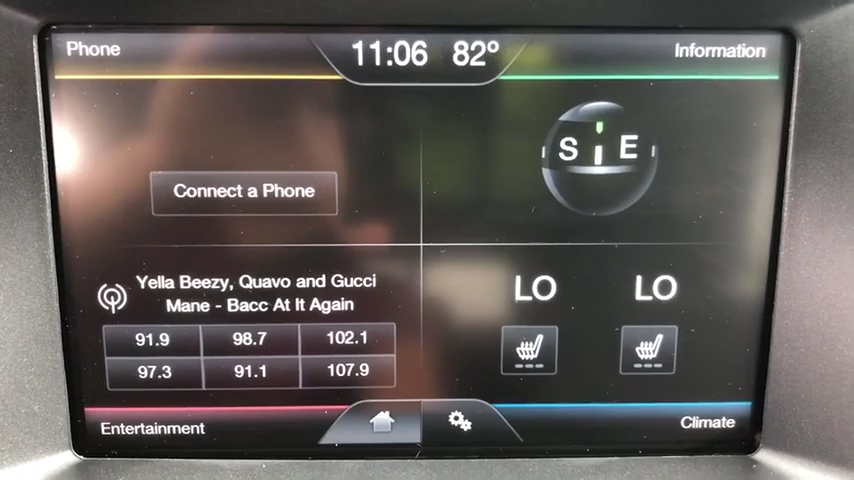 Phone
11:06 82°
Information
S E
Connect a Phone
Yella Beezy, Quavo and Gucci
Mane - Bacc At It Again
91.9 98.7 102.1
97.3 91.1 107.9
LO LO
Entertainment
Climate